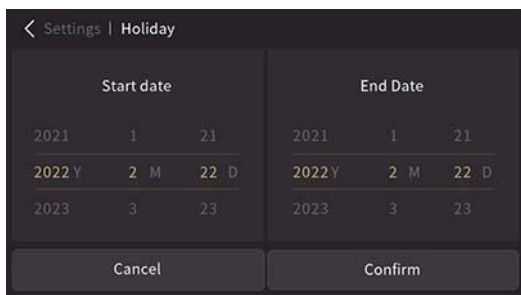 Settings | Holiday
Start date
End Date
2021 1 21
2021 1 21
2022 Y 2 M 22 D
2022 Y 2 M 22 D
2023 3 23
2023 3 23
Cancel
Confirm